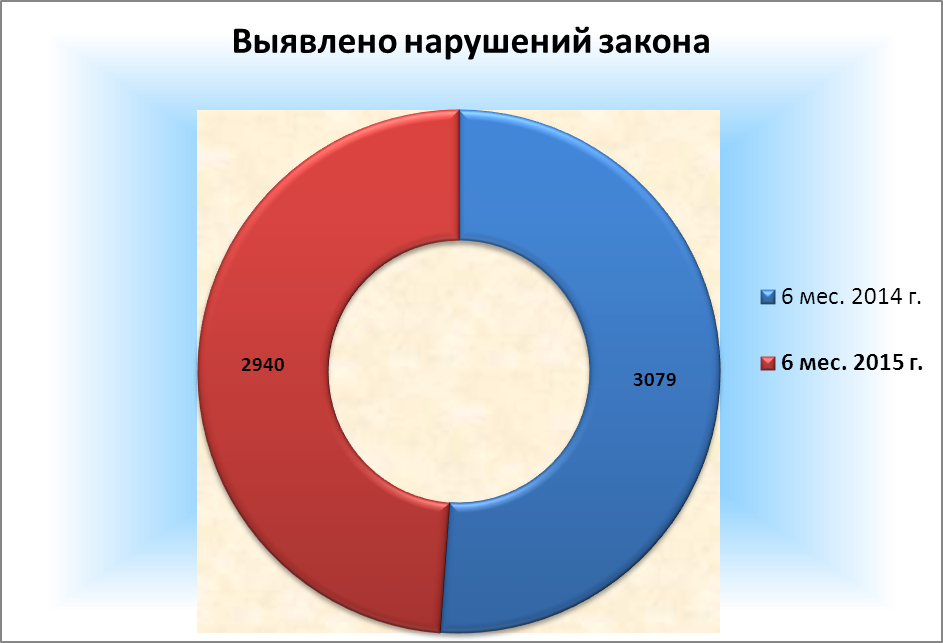 Выявлено нарушений закона
2940
3079
6 мес. 2014 г.
6 мес. 2015 г.